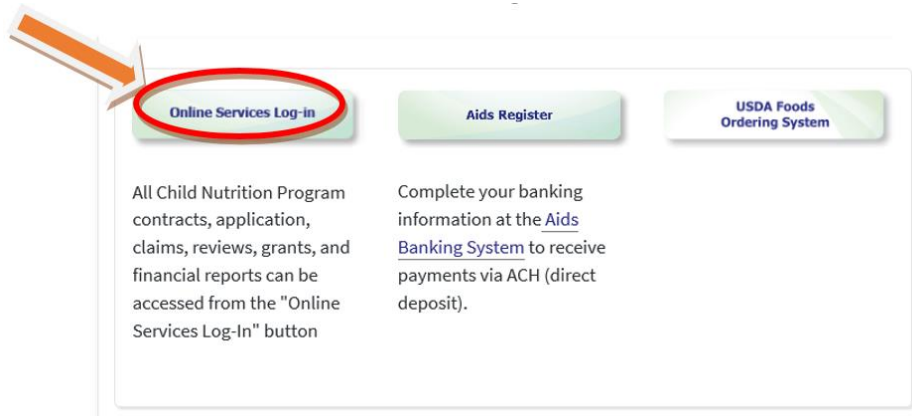 Online Services Log-in
Aids Register
USDA Foods
Ordering System
All Child Nutrition Program
contracts, application,
claims, reviews, grants, and
financial reports can be
accessed from the "Online
Services Log-In" button
Complete your banking
information at the Aids
Banking System to receive
payments via ACH (direct
deposit).